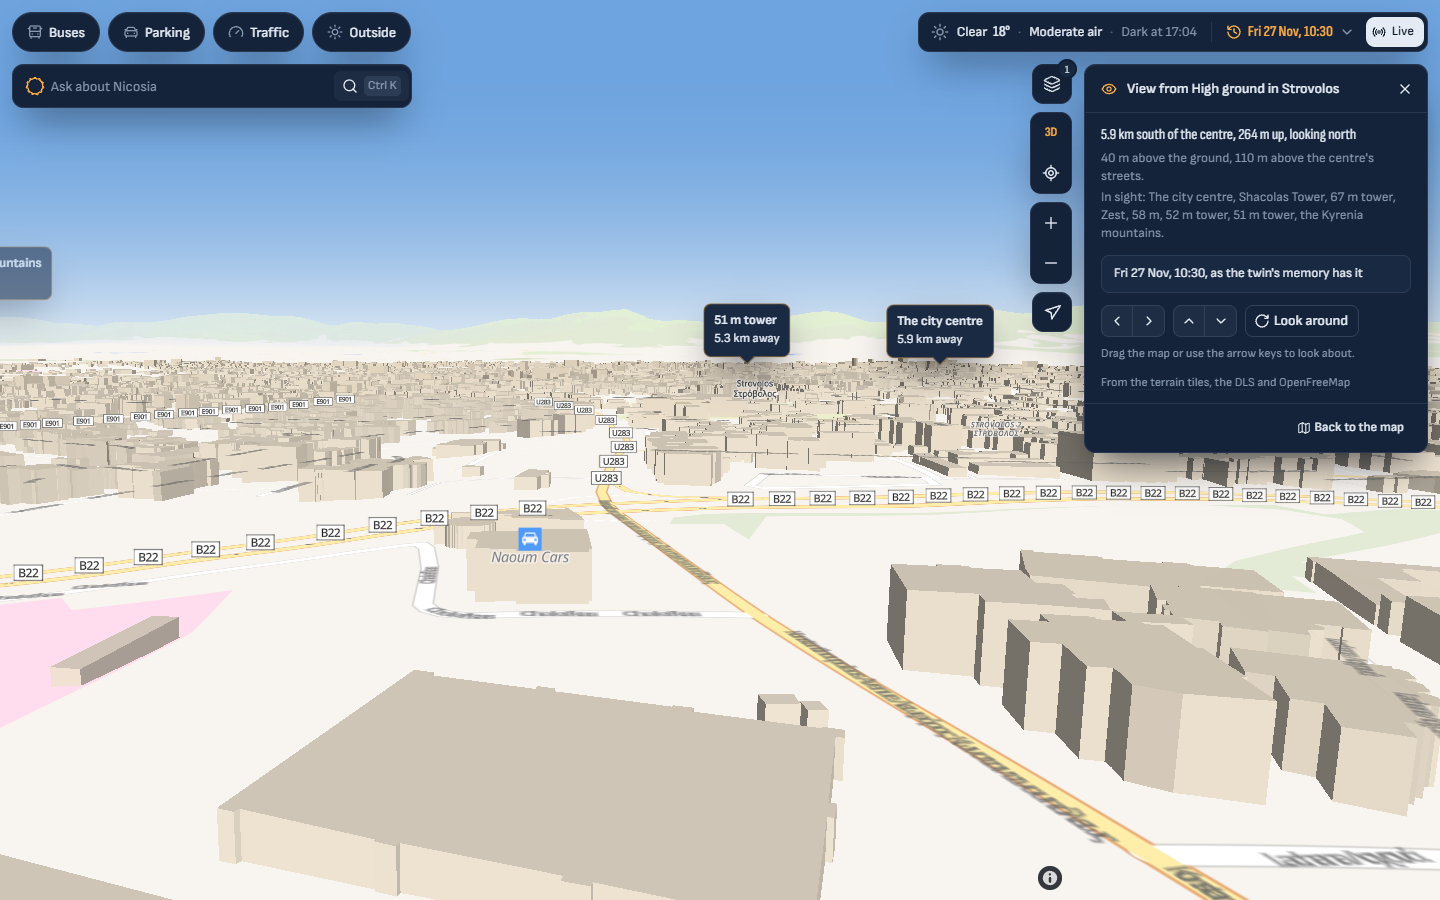 Buses
Parking
Traffic
Outside
Clear 18° · Moderate air · Dark at 17:04
Fri 27 Nov, 10:30
Live
Ask about Nicosia
Ctrl K
1
3D
View from High ground in Strovolos
5.9 km south of the centre, 264 m up, looking north
40 m above the ground, 110 m above the centre's
streets.
In sight: The city centre, Shacolas Tower, 67 m tower,
Zest, 58 m, 52 m tower, 51 m tower, the Kyrenia
mountains.
Fri 27 Nov, 10:30, as the twin's memory has it
Look around
Drag the map or use the arrow keys to look about.
From the terrain tiles, the DLS and OpenFreeMap
Back to the map
untains
51 m tower
5.3 km away
The city centre
5.9 km away
Strovolos
Στρόβολος
STROVOLOS 2
ΣΤΡΟΒΟΛΟΣ
E901 E901 E901 E901 E901 E901 E901 E901 E901 E901 E901 E901
U283 U283 U283
U283
U283
U283
U283
U283
B22 B22 B22 B22 B22 B22 B22 B22 B22 B22 B22 B22 B22 B22 B22 B22 B22 B22
B22 B22 B22 B22 B22 B22 B22 B22 B22 B22
Naoum Cars